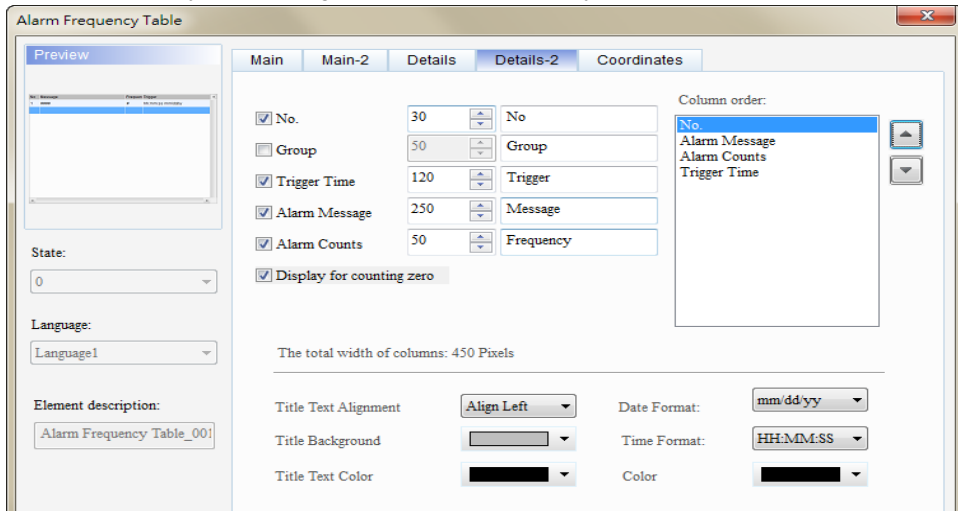 Alarm Frequency Table
Preview
Main Main-2 Details Details-2 Coordinates
No. 30 No
Group 50 Group
Trigger Time 120 Trigger
Alarm Message 250 Message
Alarm Counts 50 Frequency
Display for counting zero
Column order:
No.
Alarm Message
Alarm Counts
Trigger Time
State:
0
Language:
Language1
Element description:
Alarm Frequency Table_001
The total width of columns: 450 Pixels
Title Text Alignment Align Left Date Format: mm/dd/yy
Title Background Time Format: HH:MM:SS
Title Text Color Color